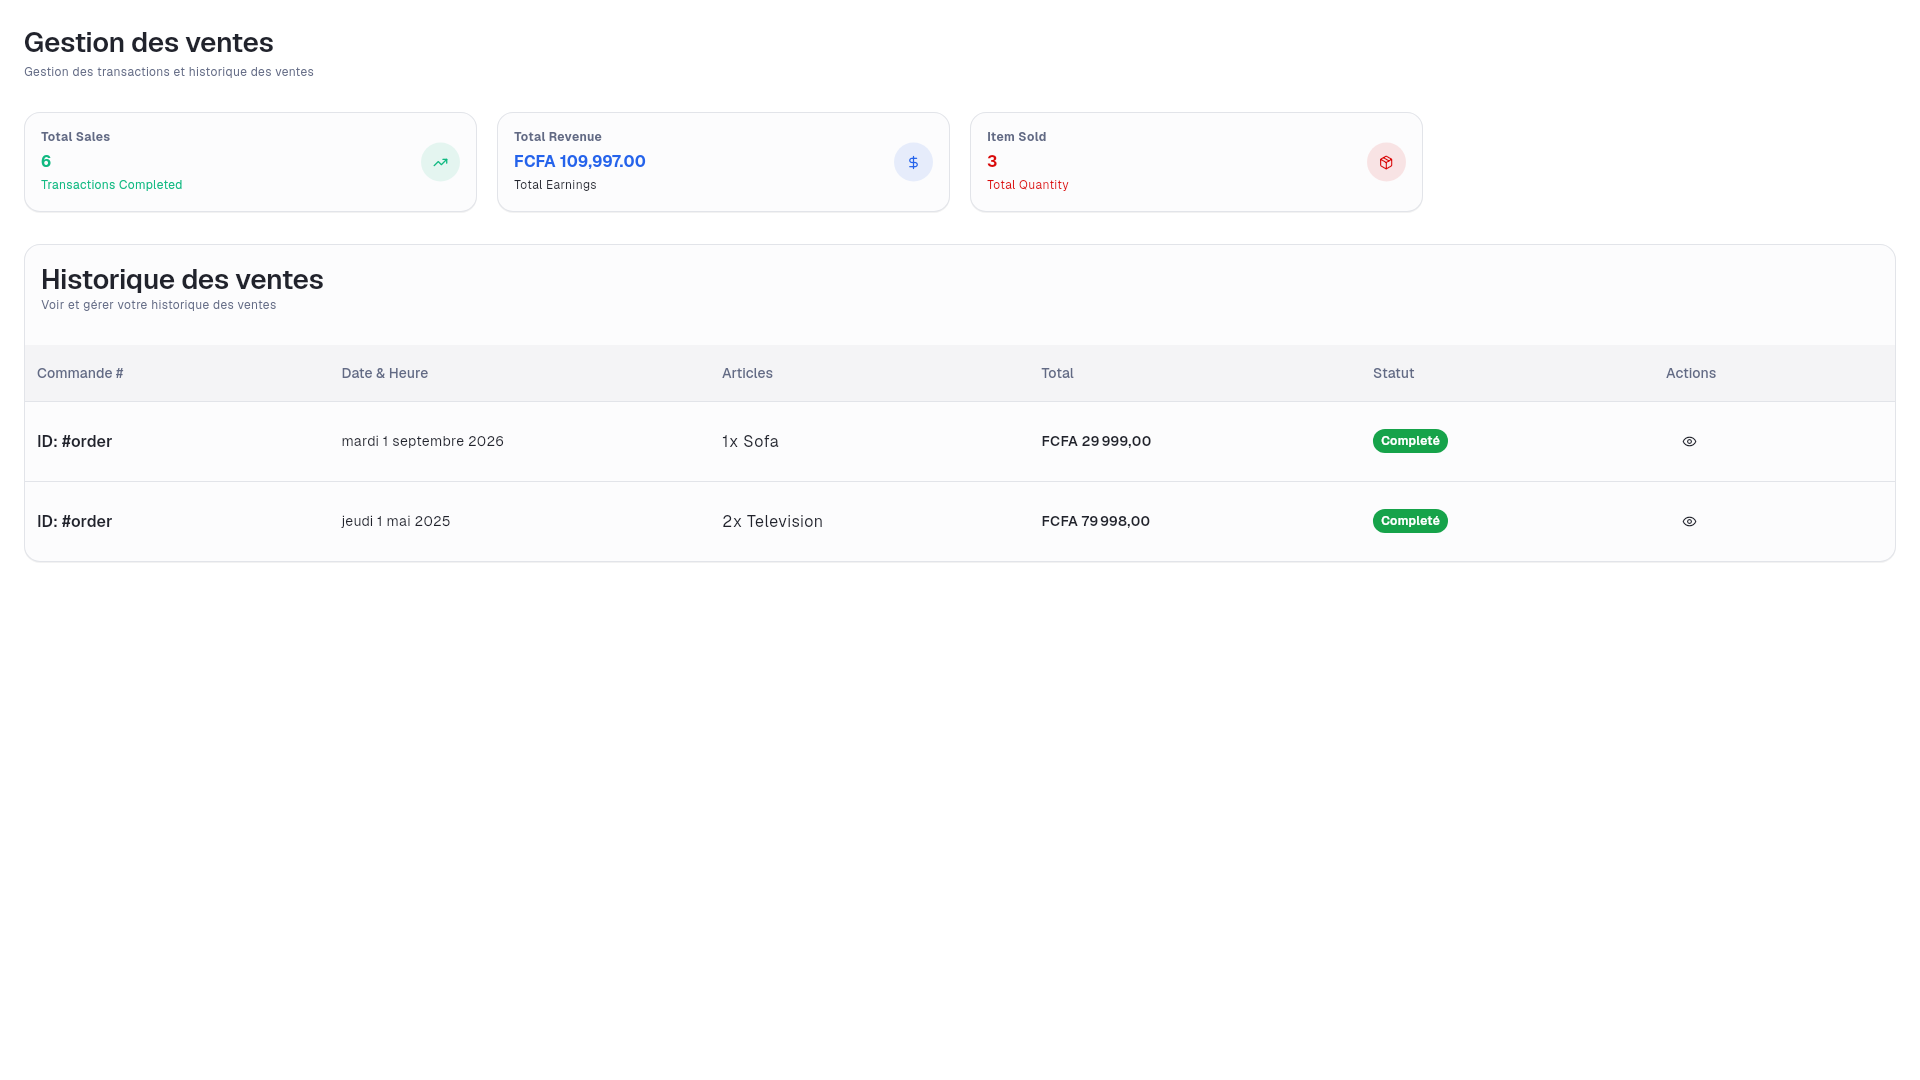 Gestion des ventes
Gestion des transactions et historique des ventes
Total Sales
6
Transactions Completed
Total Revenue
FCFA 109,997.00
Total Earnings
Item Sold
3
Total Quantity
Historique des ventes
Voir et gérer votre historique des ventes
Commande # Date & Heure Articles Total Statut Actions
ID: #order mardi 1 septembre 2026 1x Sofa FCFA 29 999,00 Completé
ID: #order jeudi 1 mai 2025 2x Television FCFA 79 998,00 Completé